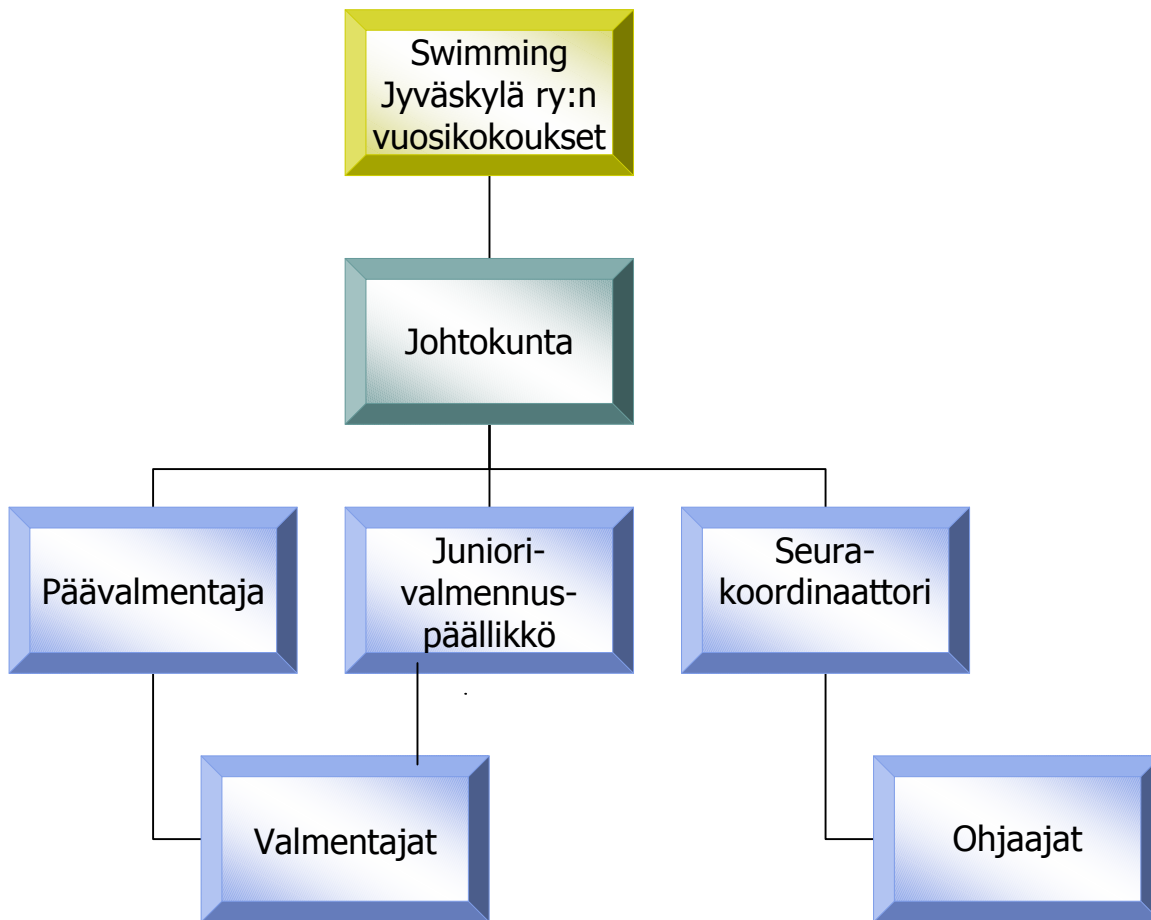 Swimming
Jyväskylä ry:n
vuosikokoukset
Johtokunta
Päävalmentaja
Juniori-
valmennus-
päällikkö
Seura-
koordinaattori
.
Valmentajat
Ohjaajat